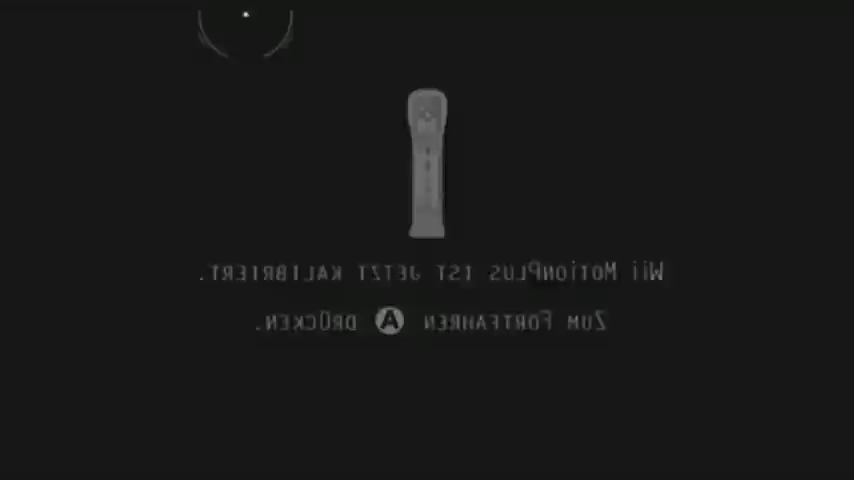 Wii MotionPlus ist jetzt kalibriert.
Zum Fortfahren A drücken.